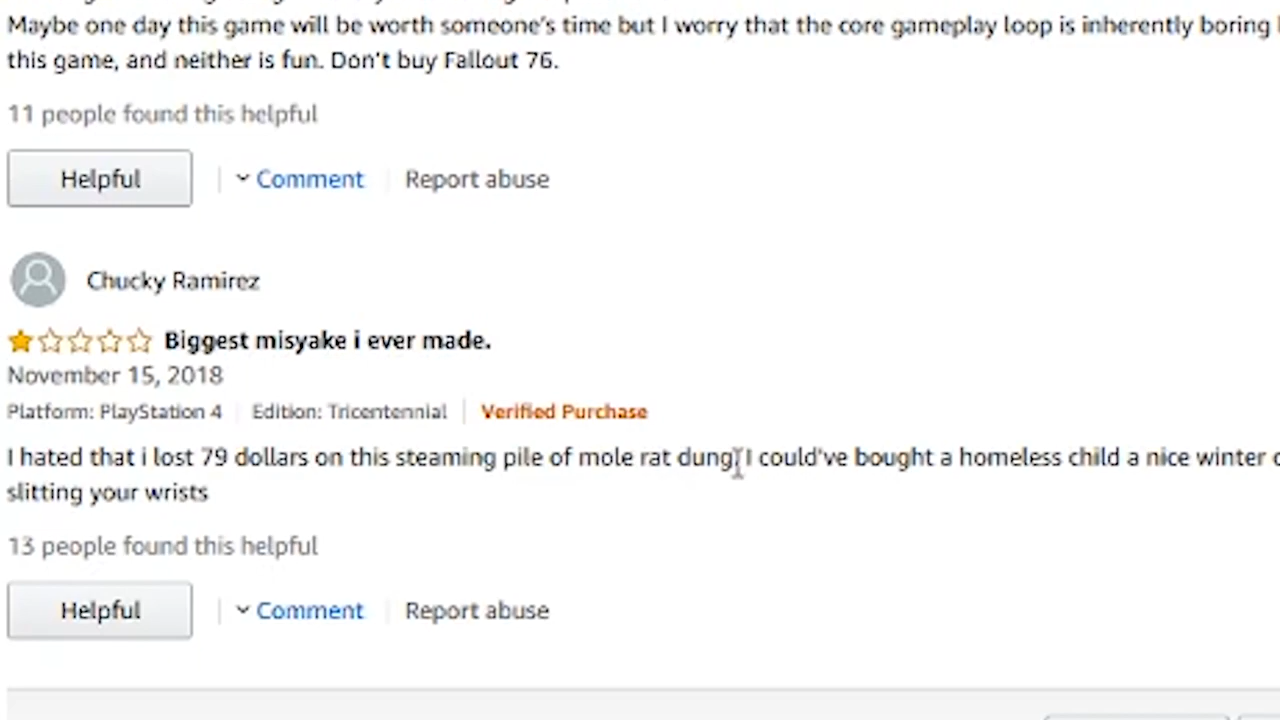 Maybe one day this game will be worth someone's time but I worry that the core gameplay loop is inherently boring
this game, and neither is fun. Don't buy Fallout 76.
11 people found this helpful
Helpful
Comment
Report abuse
Chucky Ramirez
Biggest misyake i ever made.
November 15, 2018
Platform: PlayStation 4 Edition: Tricentennial Verified Purchase
I hated that i lost 79 dollars on this steaming pile of mole rat dung I could've bought a homeless child a nice winter
slitting your wrists
13 people found this helpful
Helpful
Comment
Report abuse